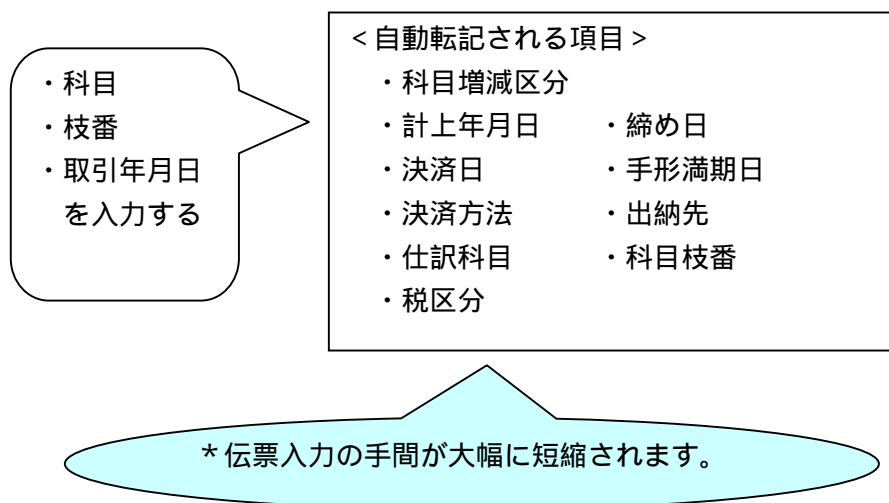 ・科目
・枝番
・取引年月日
を入力する
<自動転記される項目>
・科目増減区分
・計上年月日 ・締め日
・決済日 ・手形満期日
・決済方法 ・出納先
・仕訳科目 ・科目枝番
・税区分
*伝票入力の手間が大幅に短縮されます。